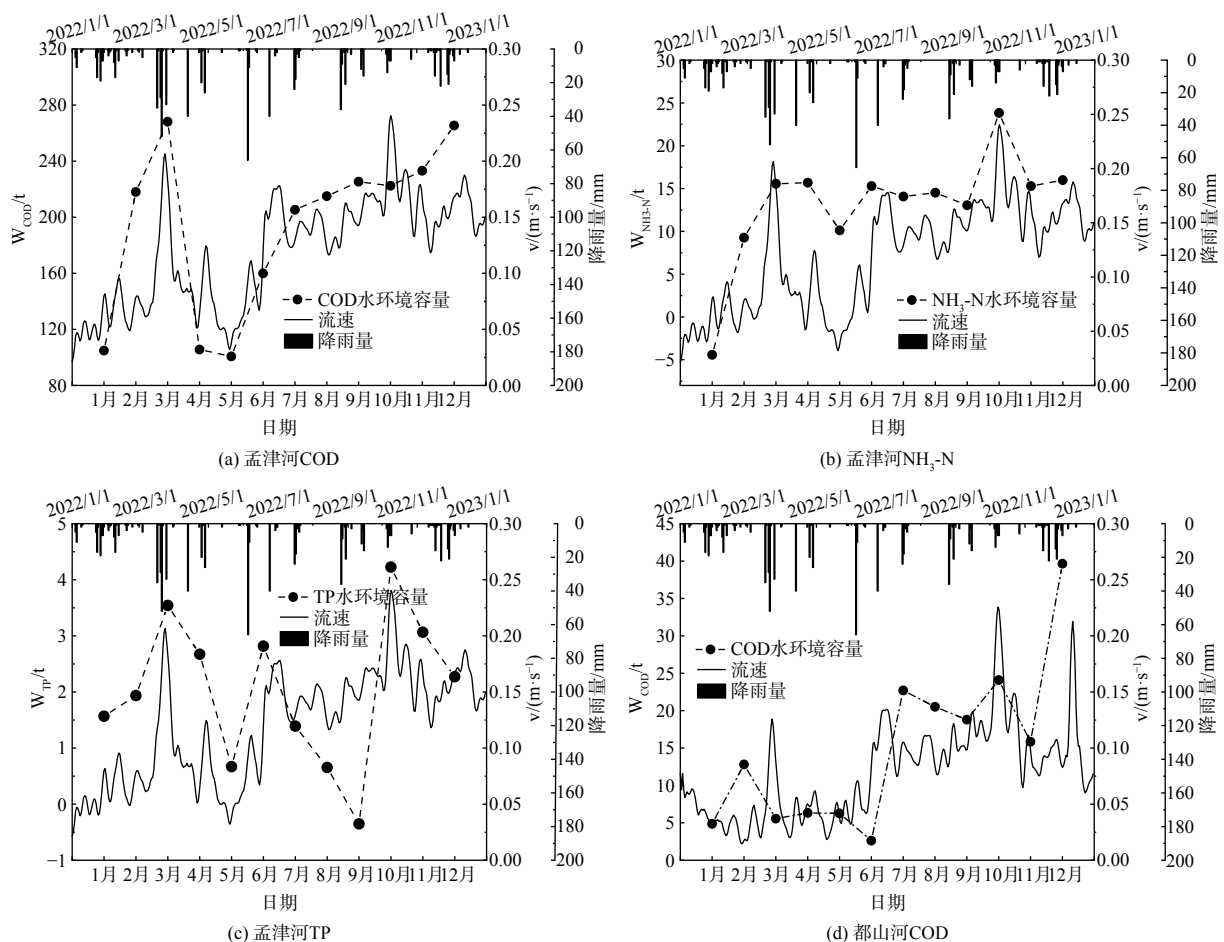 2022/1/1 2022/3/1 2022/5/1 2022/7/1 2022/9/1 2022/11/1 2023/1/1
320 280 240 200 160 120 80
W_COD/t
0.30 0.25 0.20 0.15 0.10 0.05 0.00
v/(m·s⁻¹)
0 20 40 60 80 100 120 140 160 180 200
降雨量/mm
COD水环境容量
流速
降雨量
1月 2月 3月 4月 5月 6月 7月 8月 9月 10月 11月 12月
日期
(a) 孟津河COD
2022/1/1 2022/3/1 2022/5/1 2022/7/1 2022/9/1 2022/11/1 2023/1/1
30 25 20 15 10 5 0 −5
W_NH3-N/t
0.30 0.25 0.20 0.15 0.10 0.05 0.00
v/(m·s⁻¹)
0 20 40 60 80 100 120 140 160 180 200
降雨量/mm
NH₃-N水环境容量
流速
降雨量
1月 2月 3月 4月 5月 6月 7月 8月 9月 10月 11月 12月
日期
(b) 孟津河NH₃-N
2022/1/1 2022/3/1 2022/5/1 2022/7/1 2022/9/1 2022/11/1 2023/1/1
5 4 3 2 1 0 −1
W_TP/t
0.30 0.25 0.20 0.15 0.10 0.05 0.00
v/(m·s⁻¹)
0 20 40 60 80 100 120 140 160 180 200
降雨量/mm
TP水环境容量
流速
降雨量
1月 2月 3月 4月 5月 6月 7月 8月 9月 10月 11月 12月
日期
(c) 孟津河TP
2022/1/1 2022/3/1 2022/5/1 2022/7/1 2022/9/1 2022/11/1 2023/1/1
45 40 35 30 25 20 15 10 5 0
W_COD/t
0.30 0.25 0.20 0.15 0.10 0.05 0.00
v/(m·s⁻¹)
0 20 40 60 80 100 120 140 160 180 200
降雨量/mm
COD水环境容量
流速
降雨量
1月 2月 3月 4月 5月 6月 7月 8月 9月 10月 11月 12月
日期
(d) 都山河COD